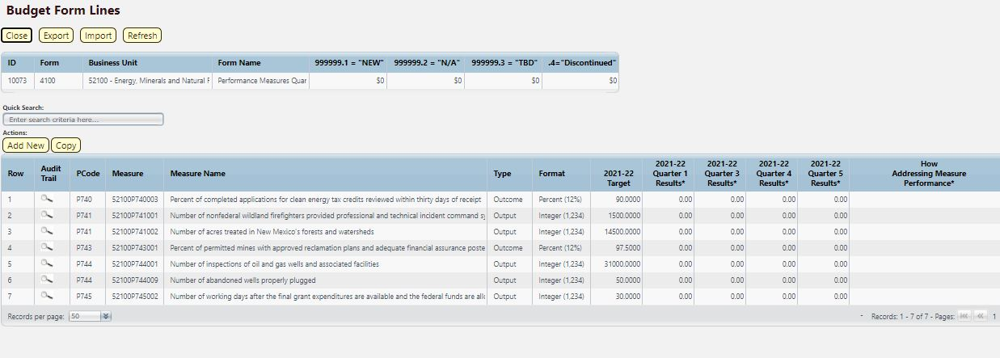 Budget Form Lines
Close Export Import Refresh
ID Form Business Unit Form Name 999999.1 = "NEW" 999999.2 = "N/A" 999999.3 = "TBD" .4="Discontinued"
10073 4100 52100 - Energy, Minerals and Natural Performance Measures Quar $0 $0 $0 $0
Quick Search:
Enter search criteria here...
Actions:
Add New Copy
Row Audit Trail PCode Measure Measure Name Type Format 2021-22 Target 2021-22 Quarter 1 Results* 2021-22 Quarter 3 Results* 2021-22 Quarter 4 Results* 2021-22 Quarter 5 Results* How Addressing Measure Performance*
1 P740 52100P740003 Percent of completed applications for clean energy tax credits reviewed within thirty days of receipt Outcome Percent (12%) 90.0000 0.00 0.00 0.00 0.00
2 P741 52100P741001 Number of nonfederal wildland firefighters provided professional and technical incident command Output Integer (1,234) 1500.0000 0.00 0.00 0.00 0.00
3 P741 52100P741002 Number of acres treated in New Mexico's forests and watersheds Output Integer (1,234) 14500.0000 0.00 0.00 0.00 0.00
4 P743 52100P743001 Percent of permitted mines with approved reclamation plans and adequate financial assurance poste Outcome Percent (12%) 97.5000 0.00 0.00 0.00 0.00
5 P744 52100P744001 Number of inspections of oil and gas wells and associated facilities Output Integer (1,234) 31000.0000 0.00 0.00 0.00 0.00
6 P744 52100P744009 Number of abandoned wells properly plugged Output Integer (1,234) 50.0000 0.00 0.00 0.00 0.00
7 P745 52100P745002 Number of working days after the final grant expenditures are available and the federal funds are Output Integer (1,234) 30.0000 0.00 0.00 0.00 0.00
Records per page: 50 - Records: 1 - 7 of 7 - Pages: 1